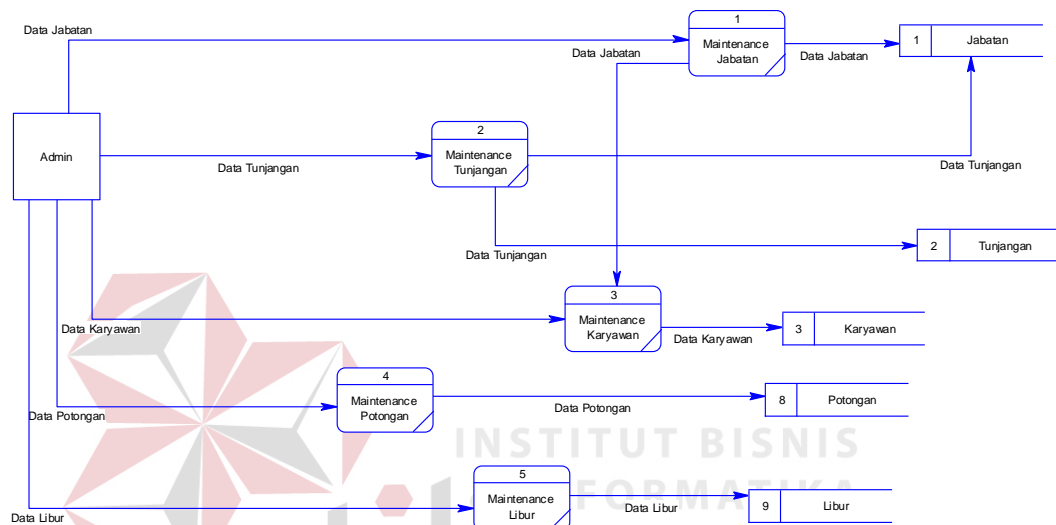 Data Jabatan
1
Maintenance
Jabatan
Data Jabatan
Data Jabatan
1 Jabatan
Admin
Data Tunjangan
2
Maintenance
Tunjangan
Data Tunjangan
Data Tunjangan
2 Tunjangan
Data Karyawan
3
Maintenance
Karyawan
Data Karyawan
3 Karyawan
Data Potongan
4
Maintenance
Potongan
Data Potongan
8 Potongan
INSTITUT BISNIS
INFORMATIKA
Data Libur
5
Maintenance
Libur
Data Libur
9 Libur